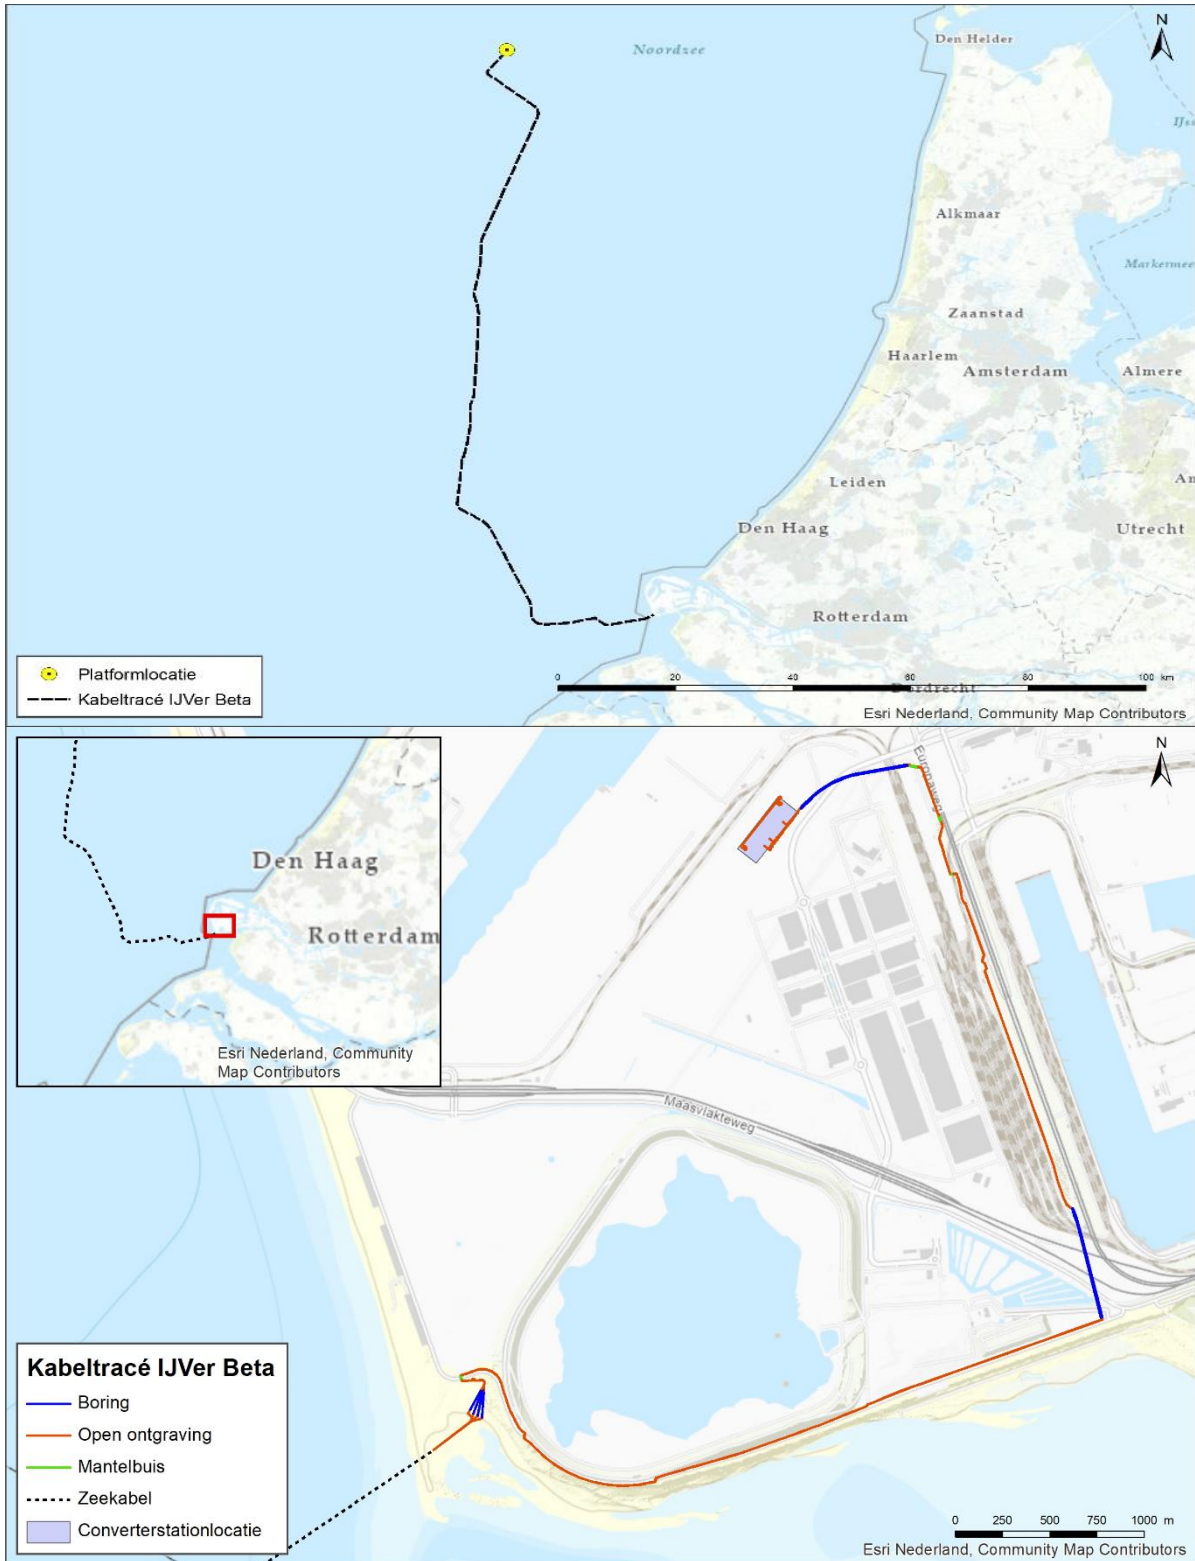 Noordzee
Den Helder
N
IJss
Alkmaar
Markermee
Zaanstad
Haarlem
Amsterdam
Almere
Leiden
Am
Den Haag
Utrecht
Rotterdam
Platformlocatie
Kabeltracé IJVer Beta
0 20 40 60 80 100 km
Dordrecht
Esri Nederland, Community Map Contributors
N
Europaweg
Den Haag
Rotterdam
Esri Nederland, Community
Map Contributors
Maasvlakteweg
Kabeltracé IJVer Beta
Boring
Open ontgraving
Mantelbuis
Zeekabel
Converterstationlocatie
0 250 500 750 1000 m
Esri Nederland, Community Map Contributors